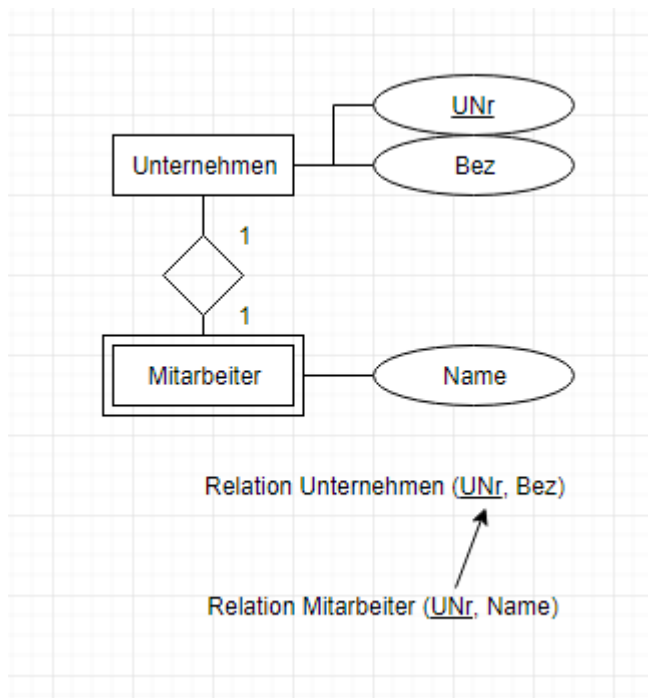 UNr
Unternehmen
Bez
1
1
Mitarbeiter
Name
Relation Unternehmen (UNr, Bez)
Relation Mitarbeiter (UNr, Name)